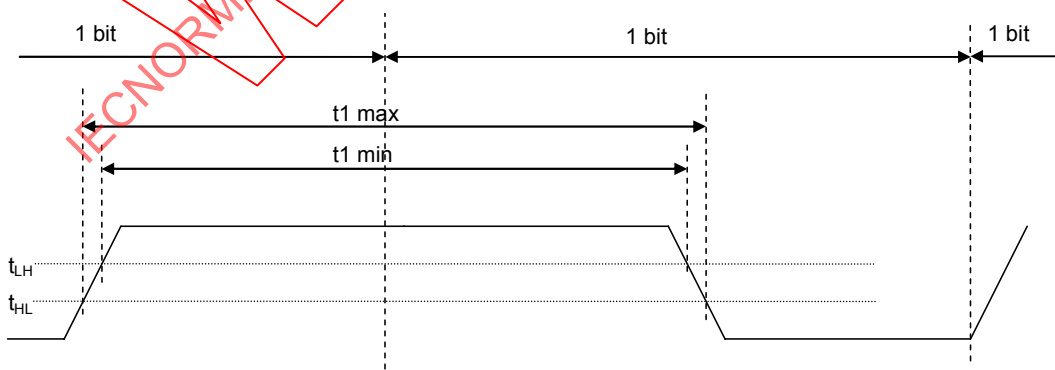 1 bit
1 bit
1 bit
t1 max
t1 min
tLH
tHL
IECNORM